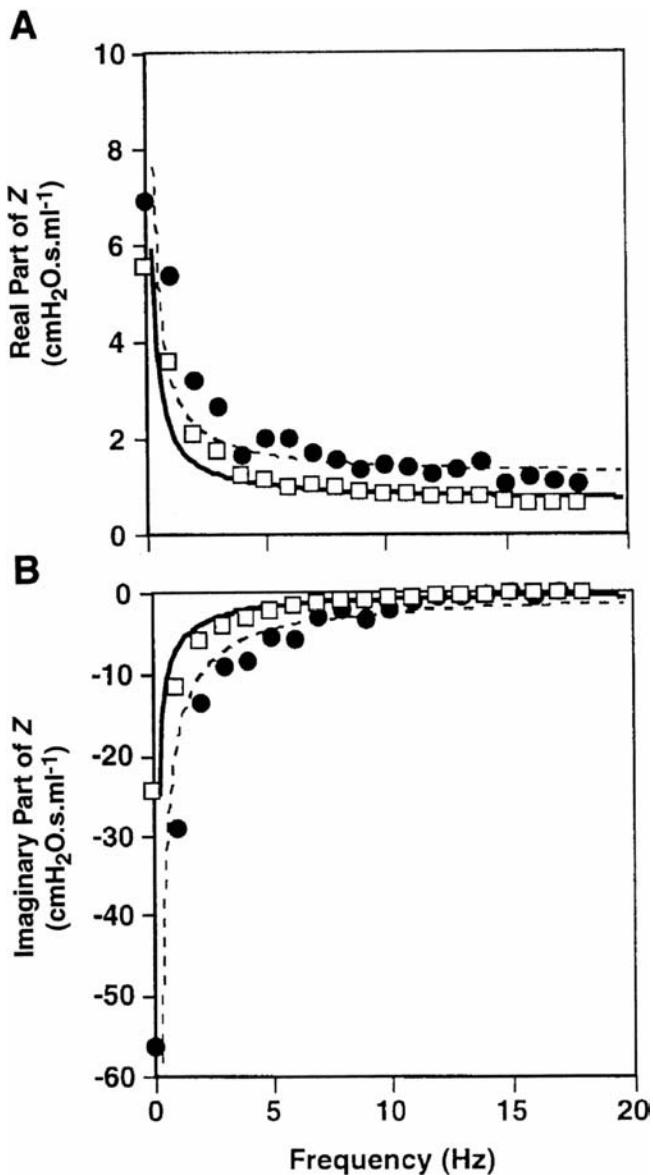 A
10
8
6
4
2
0
Real Part of Z
(cmH₂O.s.ml⁻¹)
B
0
-10
-20
-30
-40
-50
-60
Imaginary Part of Z
(cmH₂O.s.ml⁻¹)
0
5
10
15
20
Frequency (Hz)